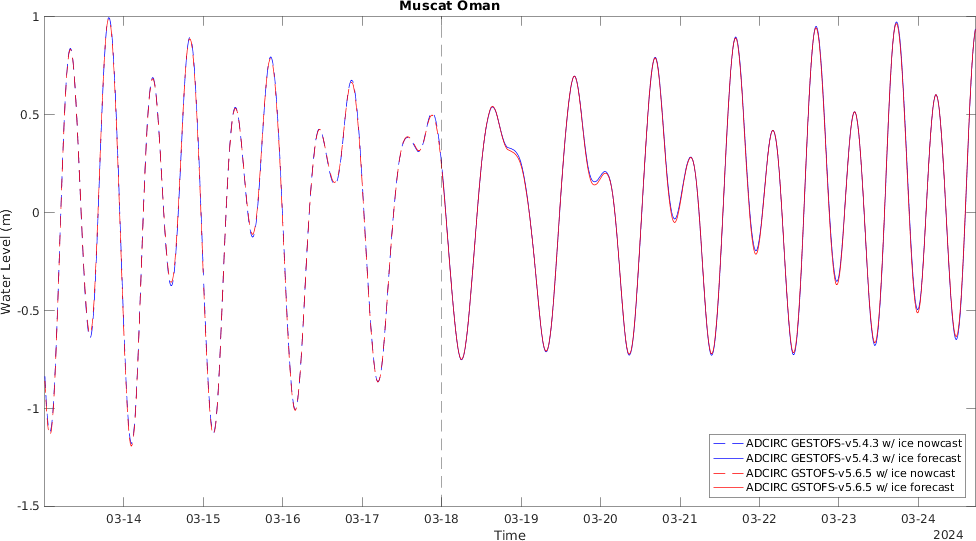 Muscat Oman
1
0.5
0
-0.5
-1
-1.5
Water Level (m)
ADCIRC GESTOFS-v5.4.3 w/ ice nowcast
ADCIRC GESTOFS-v5.4.3 w/ ice forecast
ADCIRC GSTOFS-v5.6.5 w/ ice nowcast
ADCIRC GSTOFS-v5.6.5 w/ ice forecast
03-14 03-15 03-16 03-17 03-18 03-19 03-20 03-21 03-22 03-23 03-24
Time
2024